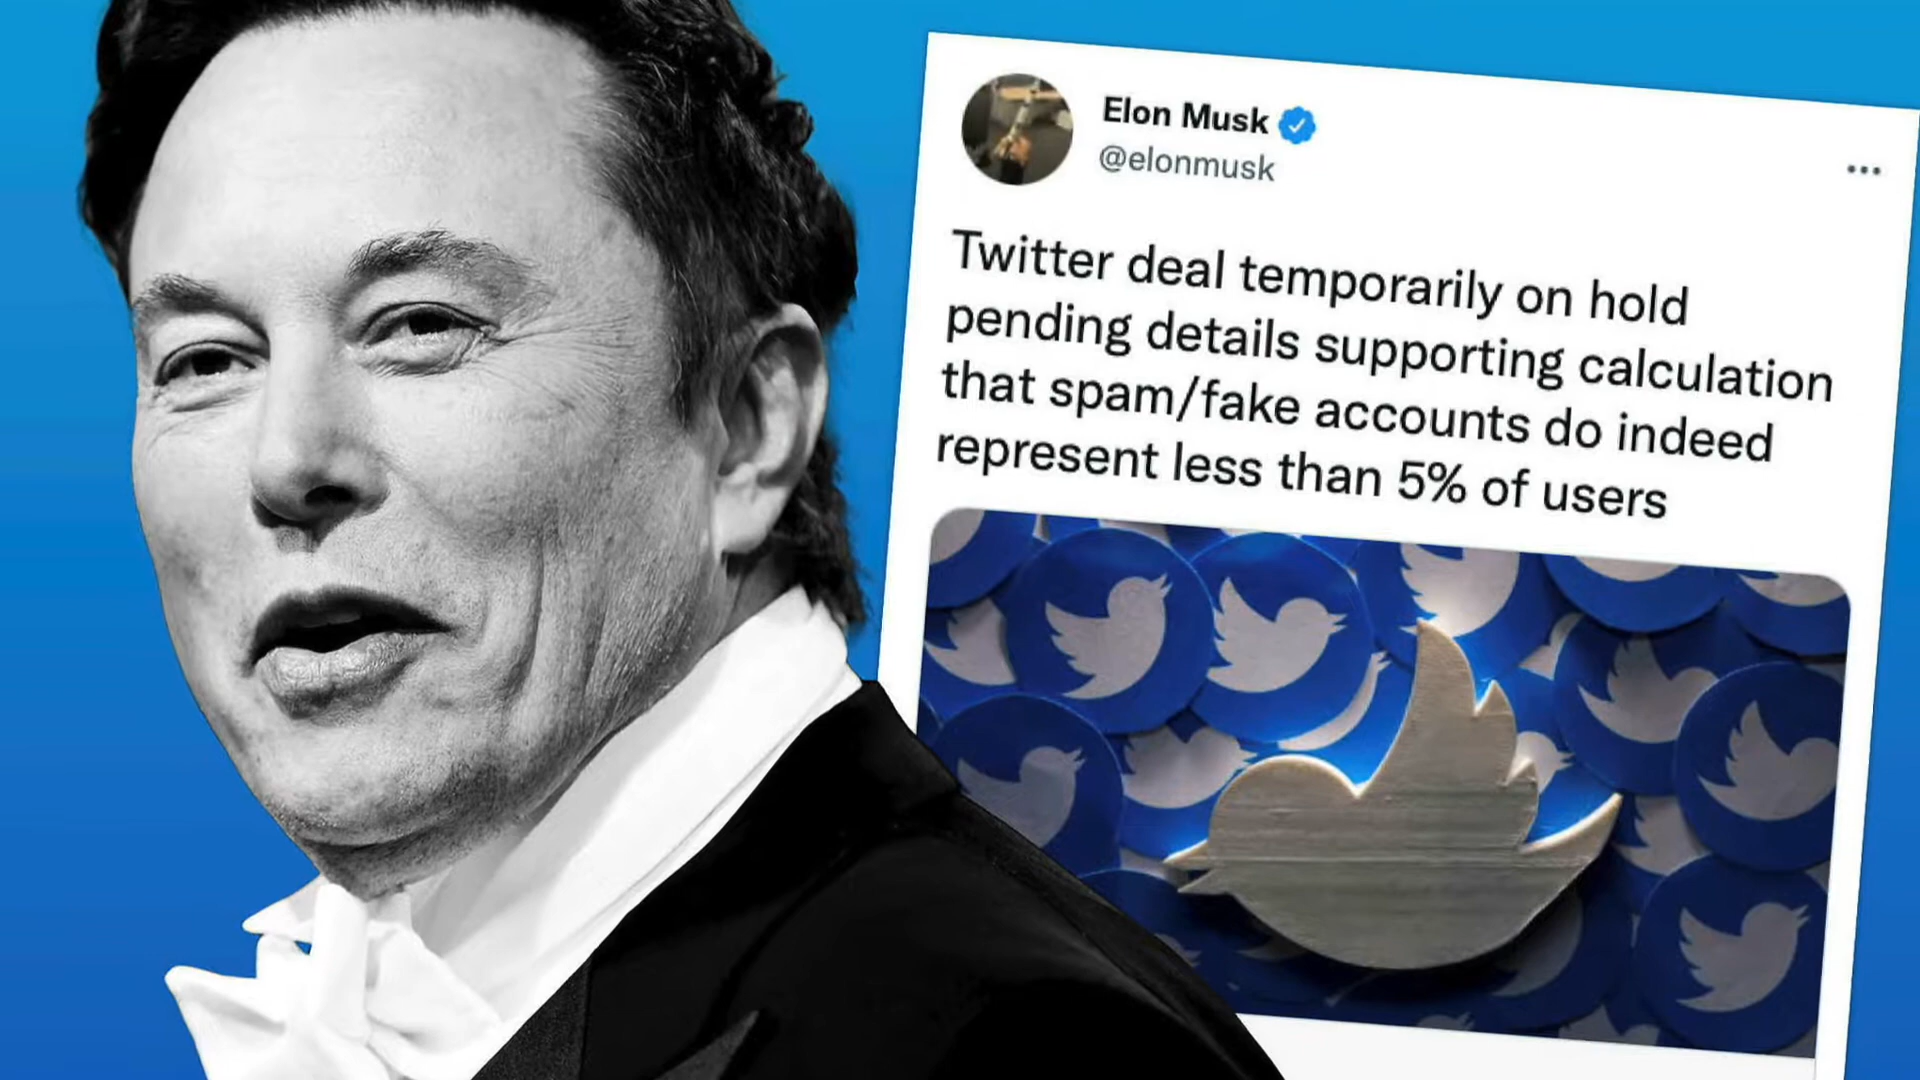 Elon Musk
@elonmusk
Twitter deal temporarily on hold
pending details supporting calculation
that spam/fake accounts do indeed
represent less than 5% of users